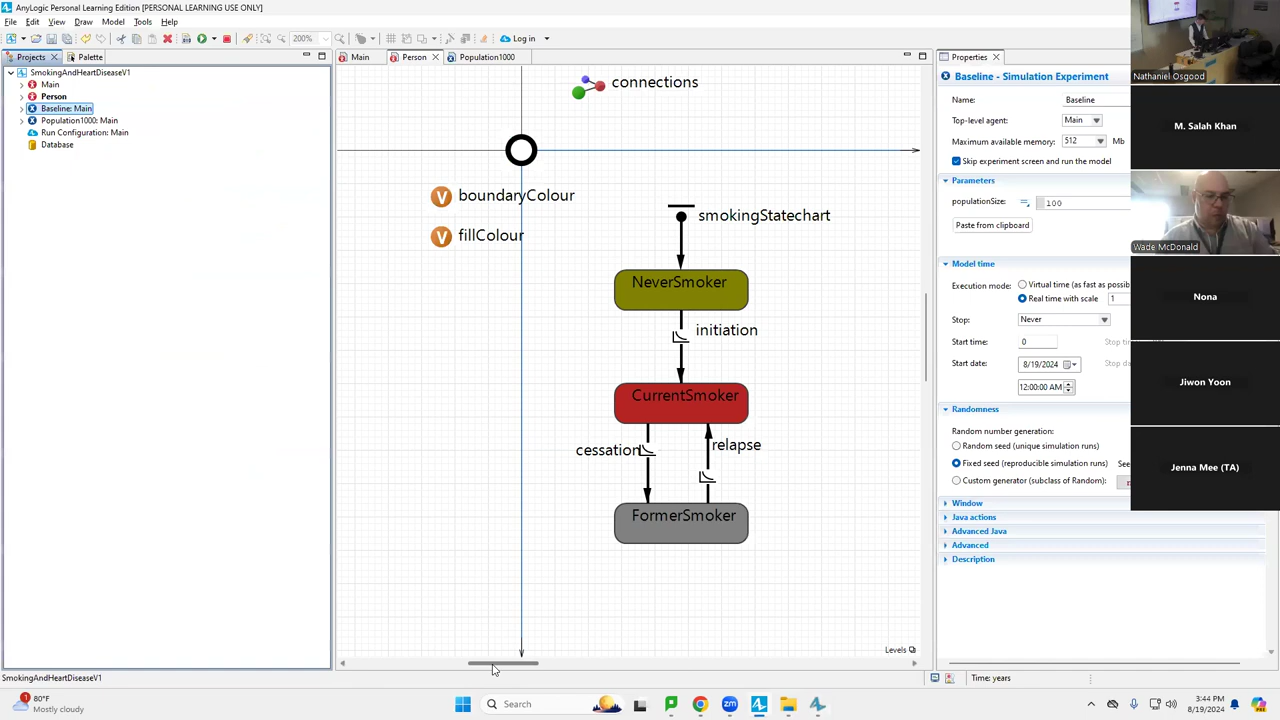 AnyLogic Personal Learning Edition [PERSONAL LEARNING USE ONLY]
File Edit View Draw Model Tools Help
200%
Log in
Projects Palette
SmokingAndHeartDiseaseV1
Main
Person
Baseline: Main
Population1000: Main
Run Configuration: Main
Database
Main Person Population1000
connections
boundaryColour
fillColour
smokingStatechart
NeverSmoker
initiation
CurrentSmoker
cessation
relapse
FormerSmoker
Levels
Properties
Baseline - Simulation Experiment
Name: Baseline
Top-level agent: Main
Maximum available memory: 512 Mb
Skip experiment screen and run the model
Parameters
populationSize: 100
Paste from clipboard
Model time
Execution mode: Virtual time (as fast as possib
Real time with scale 1
Stop: Never
Start time: 0 Stop
Start date: 8/19/2024 Stop
12:00:00 AM
Randomness
Random number generation:
Random seed (unique simulation runs)
Fixed seed (reproducible simulation runs) See
Custom generator (subclass of Random):
Window
Java actions
Advanced Java
Advanced
Description
Nathaniel Osgood
M. Salah Khan
Wade McDonald
Nona
Jiwon Yoon
Jenna Mee (TA)
SmokingAndHeartDiseaseV1
Time: years
80°F
Mostly cloudy
Search
3:44 PM
8/19/2024